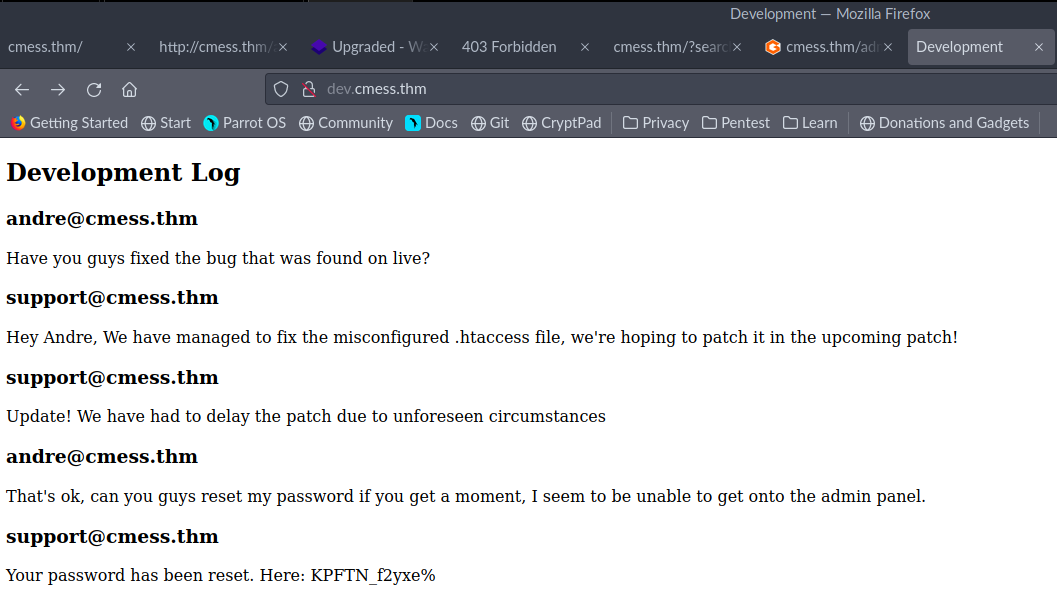 Development — Mozilla Firefox
cmess.thm/ http://cmess.thm/ Upgraded - W 403 Forbidden cmess.thm/?sear cmess.thm/ad Development
dev.cmess.thm
Getting Started Start Parrot OS Community Docs Git CryptPad Privacy Pentest Learn Donations and Gadgets
Development Log
andre@cmess.thm
Have you guys fixed the bug that was found on live?
support@cmess.thm
Hey Andre, We have managed to fix the misconfigured .htaccess file, we're hoping to patch it in the upcoming patch!
support@cmess.thm
Update! We have had to delay the patch due to unforeseen circumstances
andre@cmess.thm
That's ok, can you guys reset my password if you get a moment, I seem to be unable to get onto the admin panel.
support@cmess.thm
Your password has been reset. Here: KPFTN_f2yxe%